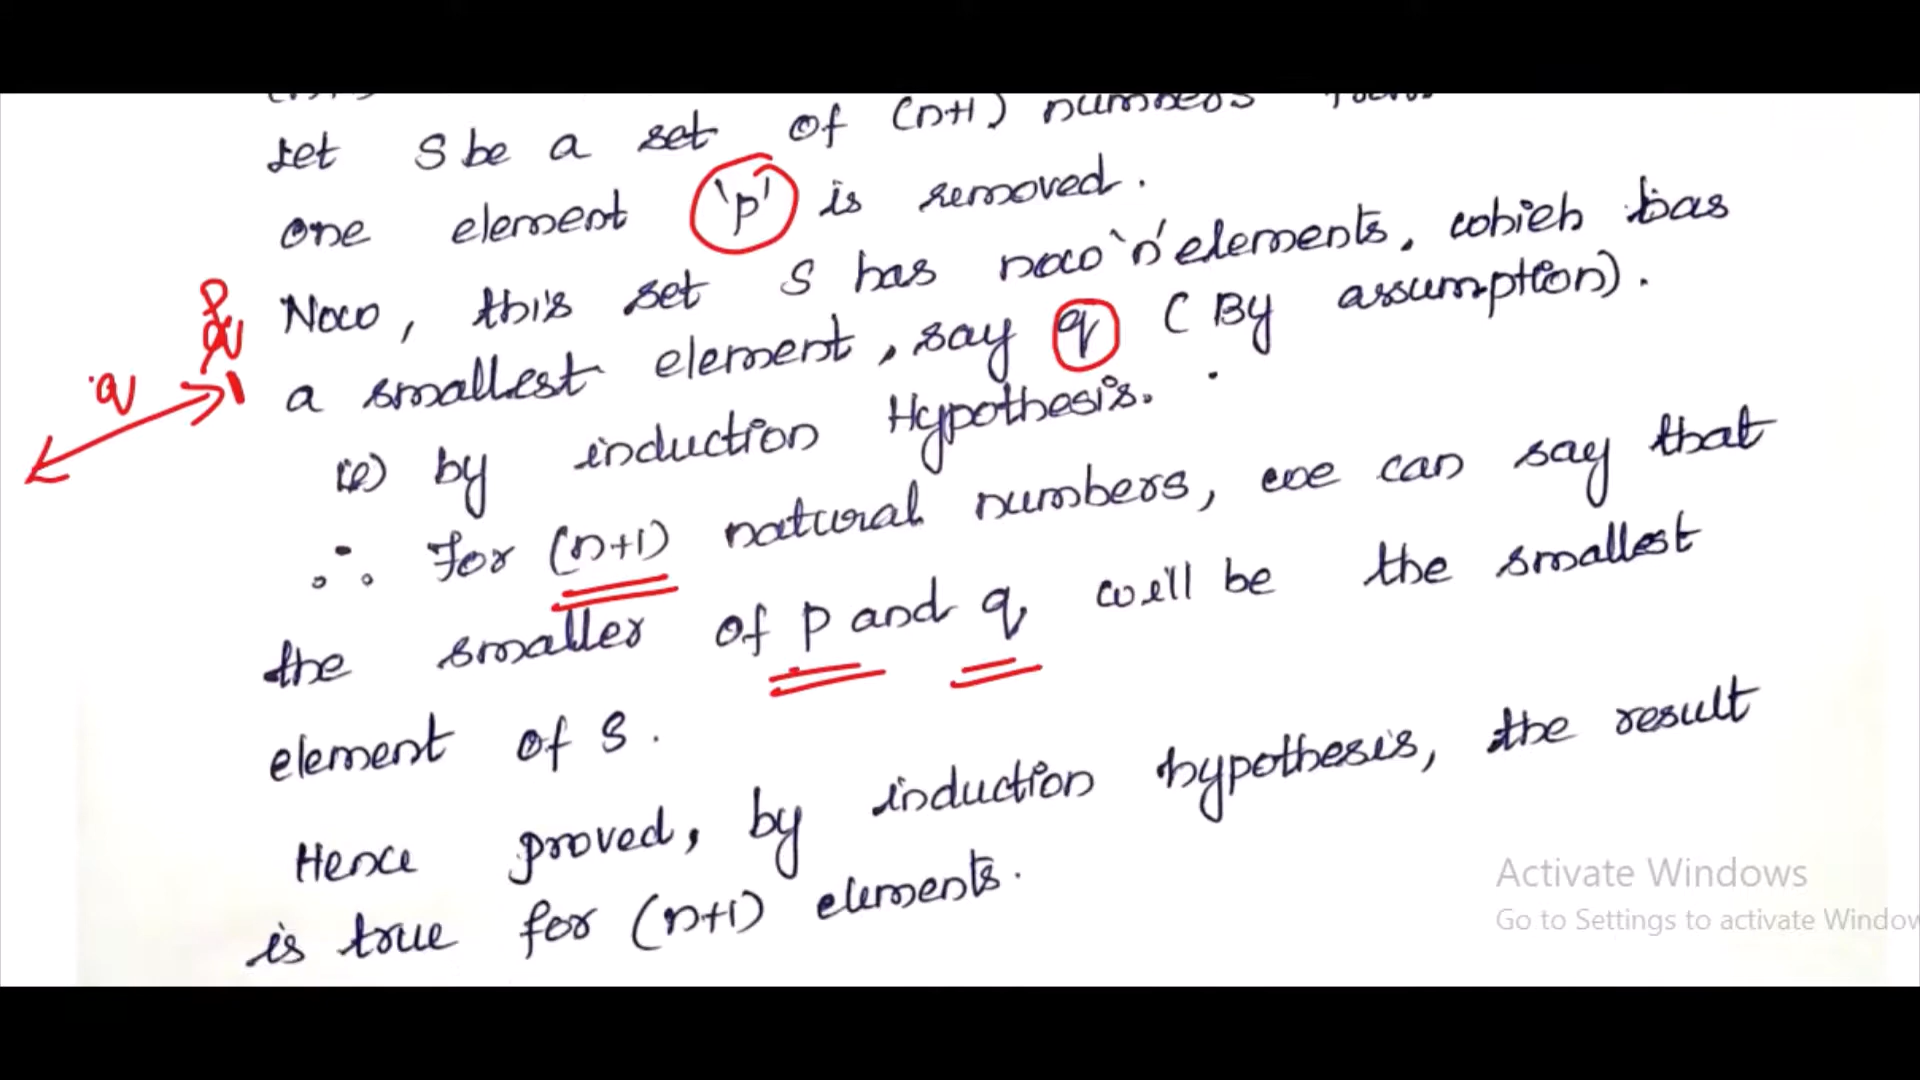 Let S be a set of (n+1) numbers
one element 'p' is removed.
Now, this set S has now 'n' elements, which has
a smallest element, say q (By assumption).
(ie) by induction Hypothesis.
∴ For (n+1) natural numbers, we can say that
the smaller of p and q will be the smallest
element of S.
Hence proved, by induction hypothesis, the result
is true for (n+1) elements.
q
Activate Windows
Go to Settings to activate Window